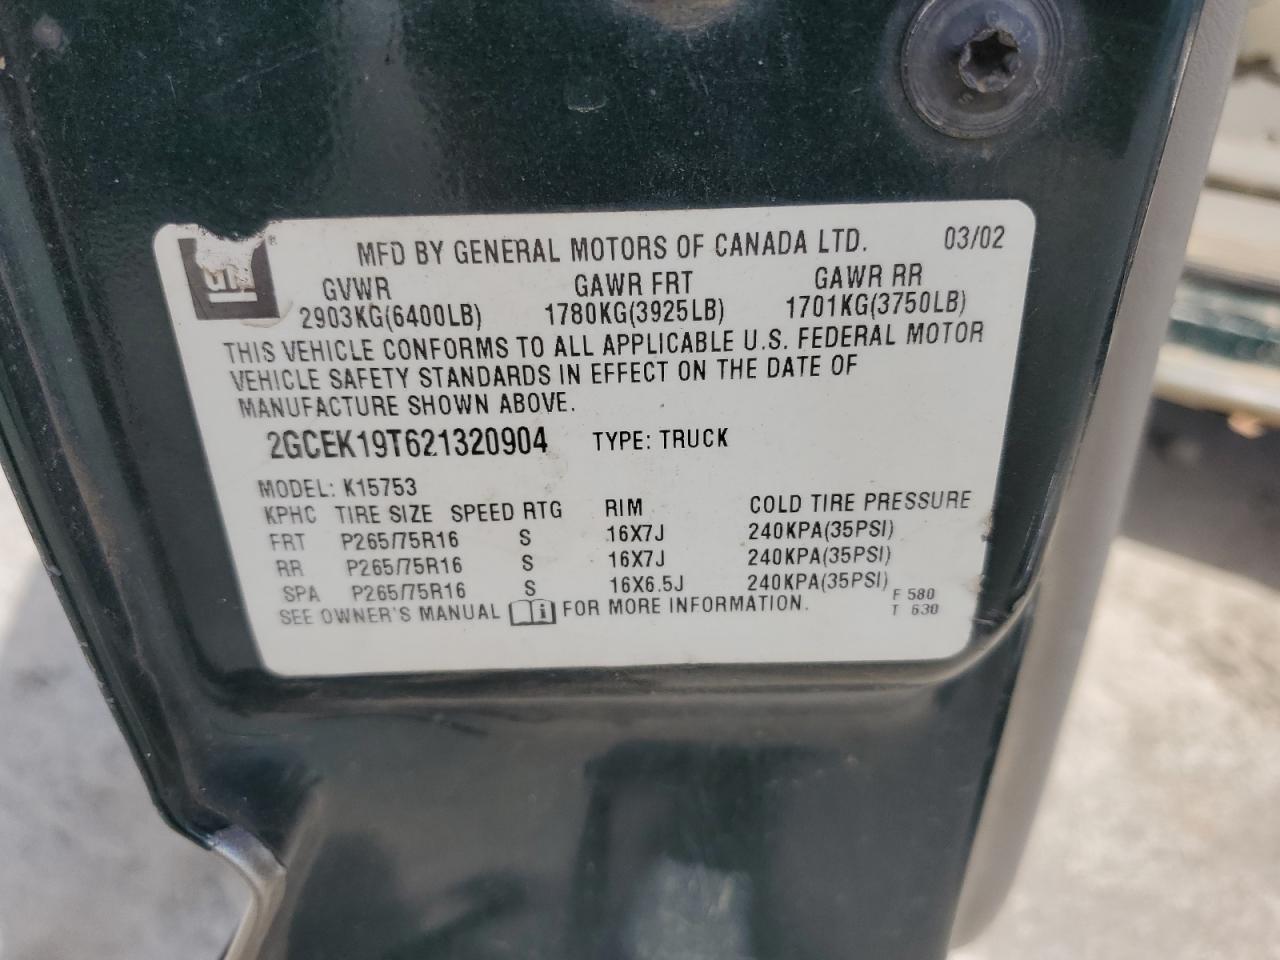 GM ®
MFD BY GENERAL MOTORS OF CANADA LTD. 03/02
GVWR GAWR FRT GAWR RR
2903KG(6400LB) 1780KG(3925LB) 1701KG(3750LB)
THIS VEHICLE CONFORMS TO ALL APPLICABLE U.S. FEDERAL MOTOR
VEHICLE SAFETY STANDARDS IN EFFECT ON THE DATE OF
MANUFACTURE SHOWN ABOVE.
2GCEK19T621320904 TYPE: TRUCK
MODEL: K15753
KPHC TIRE SIZE SPEED RTG RIM COLD TIRE PRESSURE
FRT P265/75R16 S 16X7J 240KPA(35PSI)
RR P265/75R16 S 16X7J 240KPA(35PSI)
SPA P265/75R16 S 16X6.5J 240KPA(35PSI)
SEE OWNER'S MANUAL FOR MORE INFORMATION.
F 580
T 630